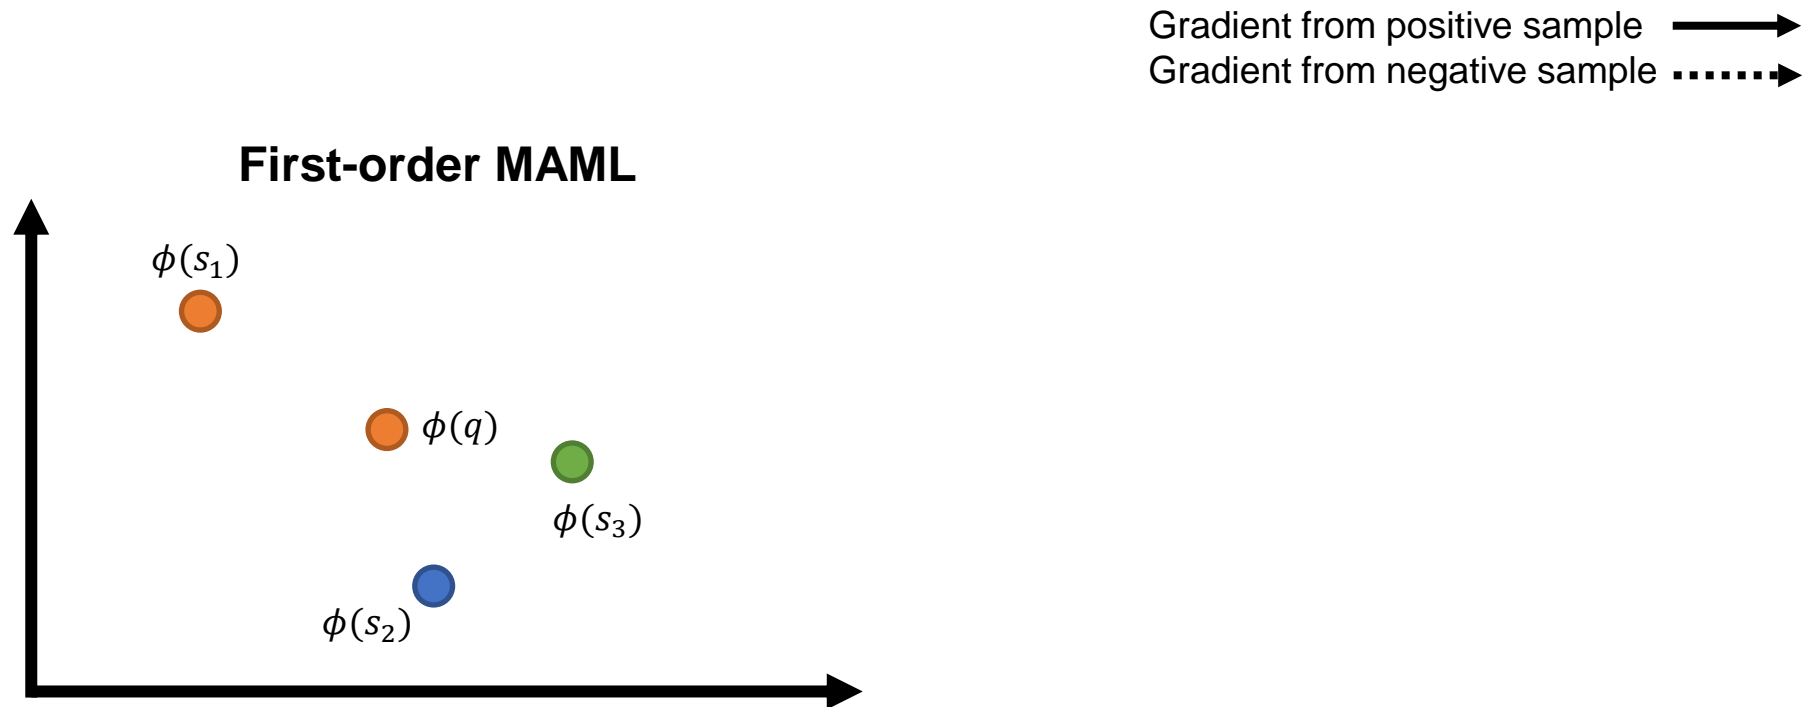 Gradient from positive sample
Gradient from negative sample
First-order MAML
ϕ(s₁)
ϕ(q)
ϕ(s₃)
ϕ(s₂)